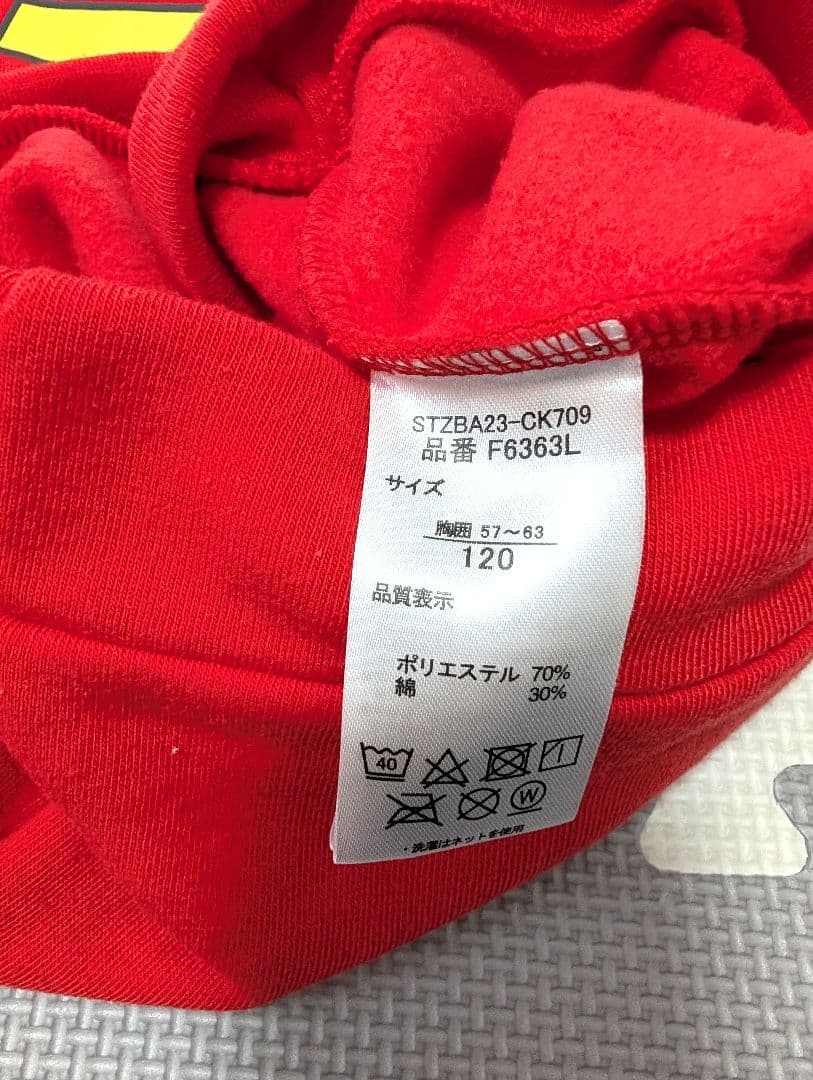 STZBA23-CK709
品番 F6363L
サイズ
胸囲 57～63
120
品質表示
ポリエステル 70%
綿 30%
40
W
・洗濯はネットを使用